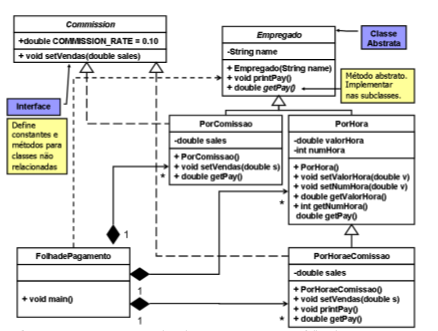 Commission
+double COMMISSION_RATE = 0.10
+ void setVendas(double sales)
Interface
Define
constantes e
métodos para
classes não
relacionadas
Empregado
-String name
+ Empregado(String name)
+ void printPay()
+ double getPay()
Classe
Abstrata
Método abstrato.
Implementar
nas subclasses.
PorComissao
-double sales
+ PorComissao()
+ void setVendas(double s)
+ double getPay()
PorHora
-double valorHora
-int numHora
+ PorHora()
+ void setValorHora(double v)
+ void setNumHora(double v)
+ double getValorHora()
+ int getNumHora()
double getPay()
*
*
1
FolhadePagamento
+ void main()
1
1
*
PorHoraeComissao
-double sales
+ PorHoraeComissao()
+ void setVendas(double s)
+ void printPay()
+ double getPay()